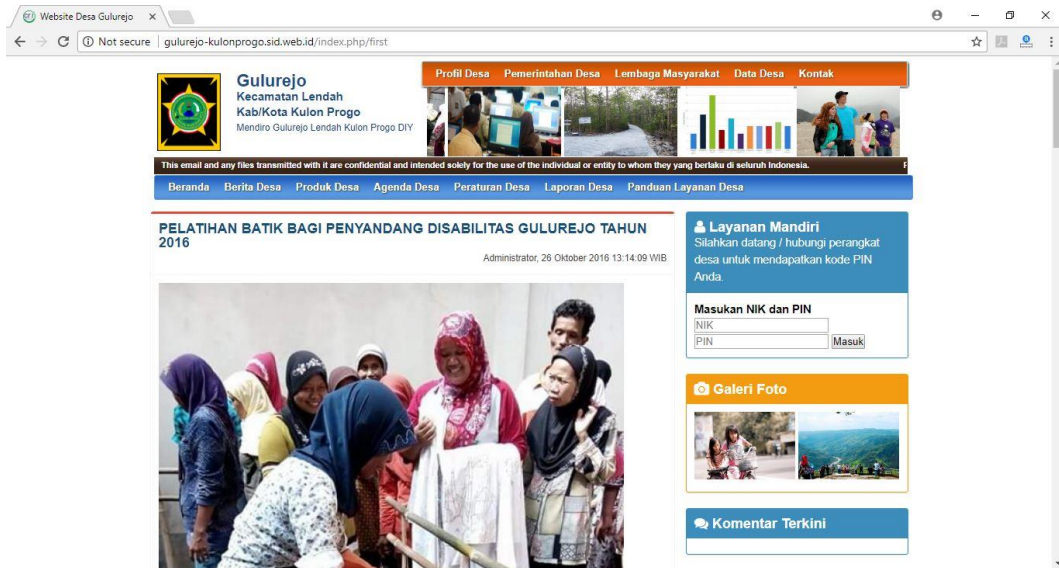 Website Desa Gulurejo
Not secure
gulurejo-kulonprogo.sid.web.id/index.php/first
Profil Desa Pemerintahan Desa Lembaga Masyarakat Data Desa Kontak
Gulurejo
Kecamatan Lendah
Kab/Kota Kulon Progo
Mendiro Gulurejo Lendah Kulon Progo DIY
This email and any files transmitted with it are confidential and intended solely for the use of the individual or entity to whom they yang berlaku di seluruh Indonesia.
Beranda Berita Desa Produk Desa Agenda Desa Peraturan Desa Laporan Desa Panduan Layanan Desa
PELATIHAN BATIK BAGI PENYANDANG DISABILITAS GULUREJO TAHUN
2016
Administrator, 26 Oktober 2016 13:14:09 WIB
Layanan Mandiri
Silahkan datang / hubungi perangkat
desa untuk mendapatkan kode PIN
Anda.
Masukan NIK dan PIN
NIK
PIN Masuk
Galeri Foto
Komentar Terkini